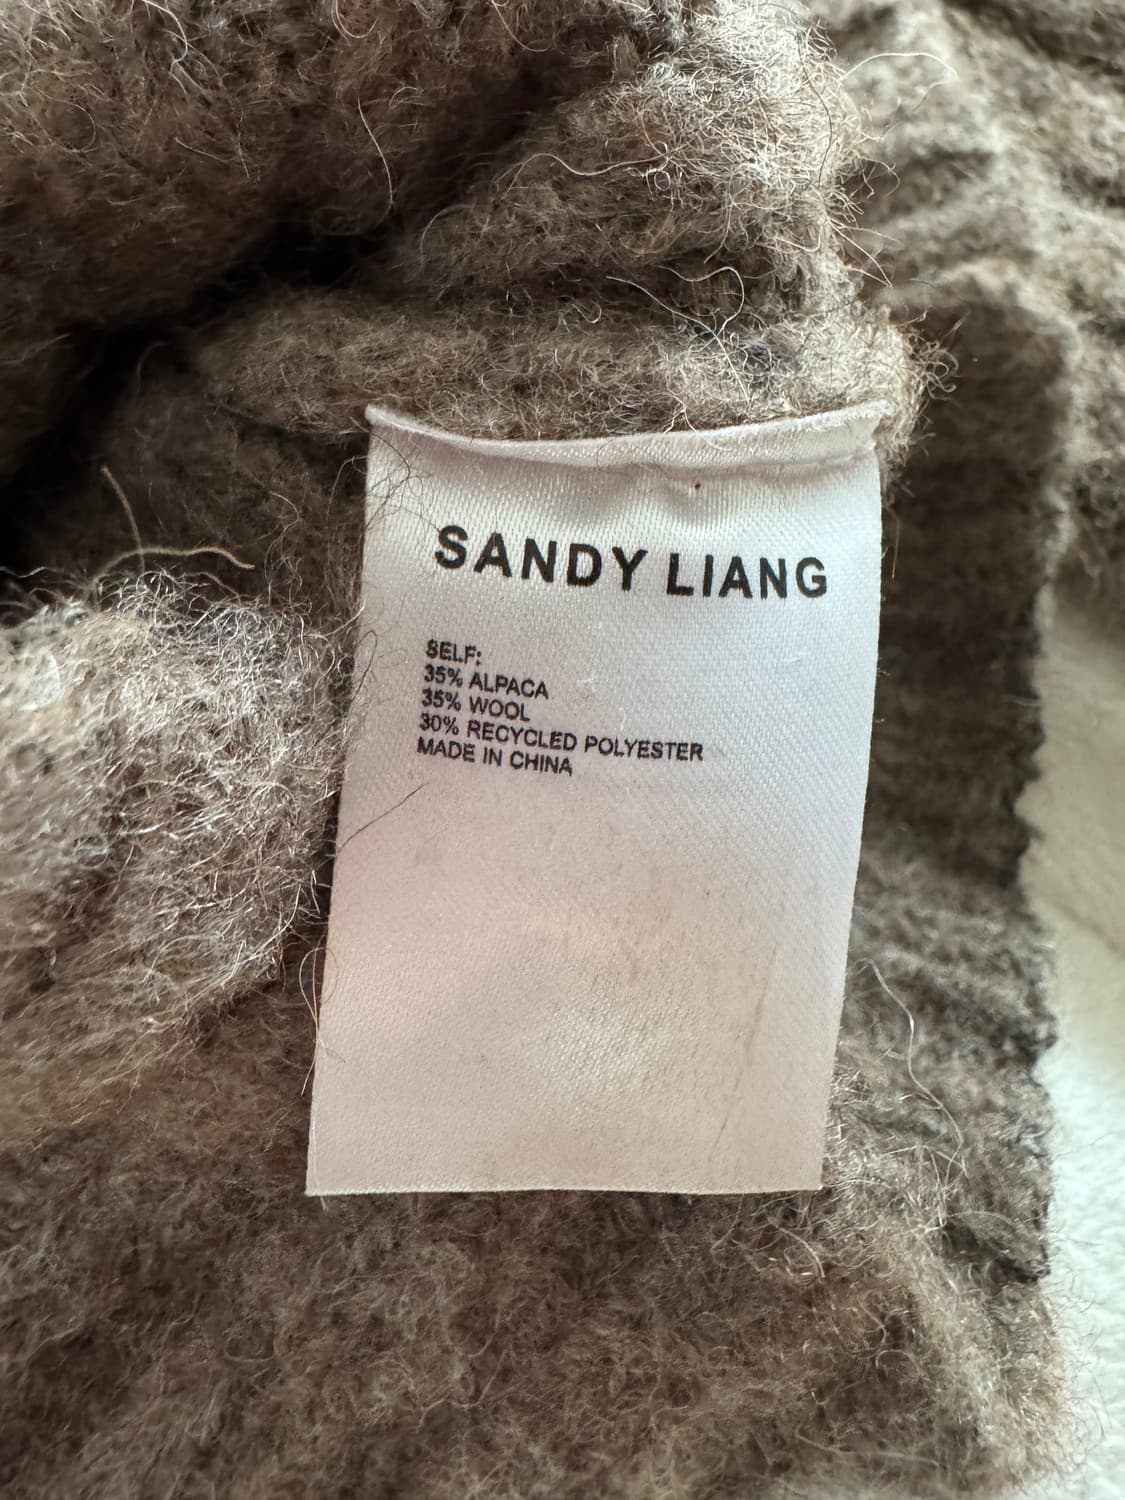 SANDY LIANG
SELF:
35% ALPACA
35% WOOL
30% RECYCLED POLYESTER
MADE IN CHINA